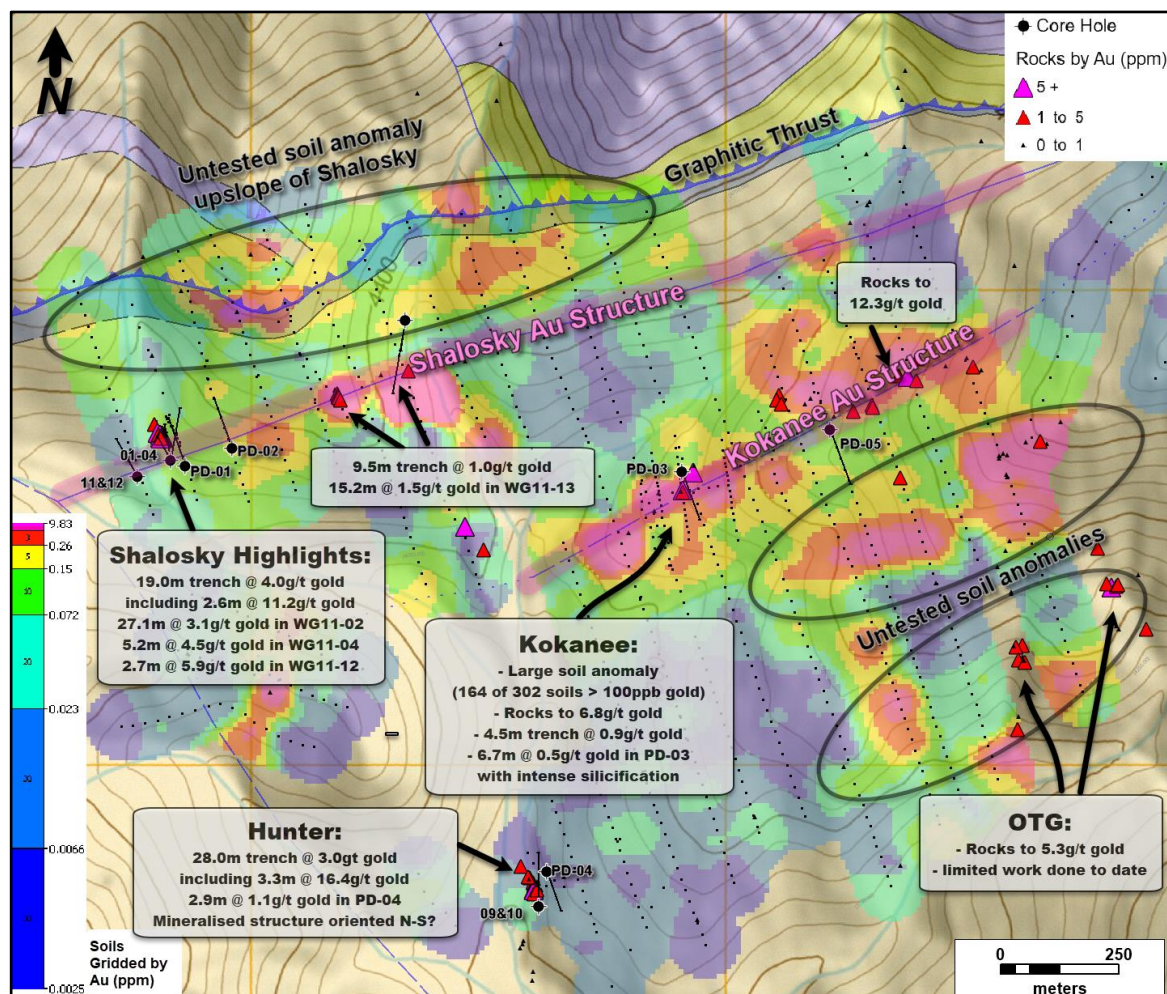 N
Core Hole
Rocks by Au (ppm)
5 +
1 to 5
0 to 1
Untested soil anomaly
upslope of Shalosky
Graphitic Thrust
4400
Shalosky Au Structure
Rocks to
12.3g/t gold
Kokanee Au Structure
01-04
PD-01
PD-02
11&12
PD-03
PD-05
9.5m trench @ 1.0g/t gold
15.2m @ 1.5g/t gold in WG11-13
Shalosky Highlights:
19.0m trench @ 4.0g/t gold
including 2.6m @ 11.2g/t gold
27.1m @ 3.1g/t gold in WG11-02
5.2m @ 4.5g/t gold in WG11-04
2.7m @ 5.9g/t gold in WG11-12
Untested soil anomalies
Kokanee:
- Large soil anomaly
(164 of 302 soils > 100ppb gold)
- Rocks to 6.8g/t gold
- 4.5m trench @ 0.9g/t gold
- 6.7m @ 0.5g/t gold in PD-03
with intense silicification
OTG:
- Rocks to 5.3g/t gold
- limited work done to date
Hunter:
28.0m trench @ 3.0gt gold
including 3.3m @ 16.4g/t gold
2.9m @ 1.1g/t gold in PD-04
Mineralised structure oriented N-S?
PD-04
09&10
9.83
3
0.26
5
0.15
10
0.072
20
0.023
20
0.0066
0.0025
Soils
Gridded by
Au (ppm)
0 250
meters